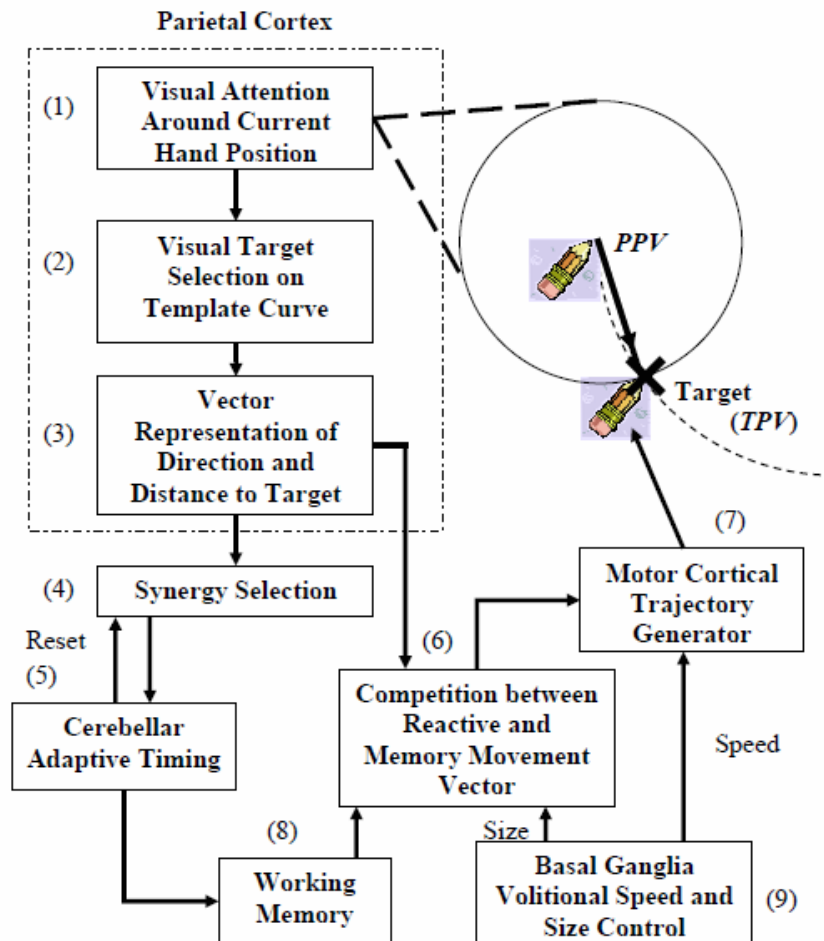 Parietal Cortex
(1)
Visual Attention
Around Current
Hand Position
(2)
Visual Target
Selection on
Template Curve
PPV
(3)
Vector
Representation of
Direction and
Distance to Target
Target
(TPV)
(4)
Synergy Selection
Reset
(5)
Cerebellar
Adaptive Timing
(6)
Competition between
Reactive and
Memory Movement
Vector
(7)
Motor Cortical
Trajectory
Generator
Speed
(8)
Working
Memory
Size
Basal Ganglia
Volitional Speed and
Size Control
(9)